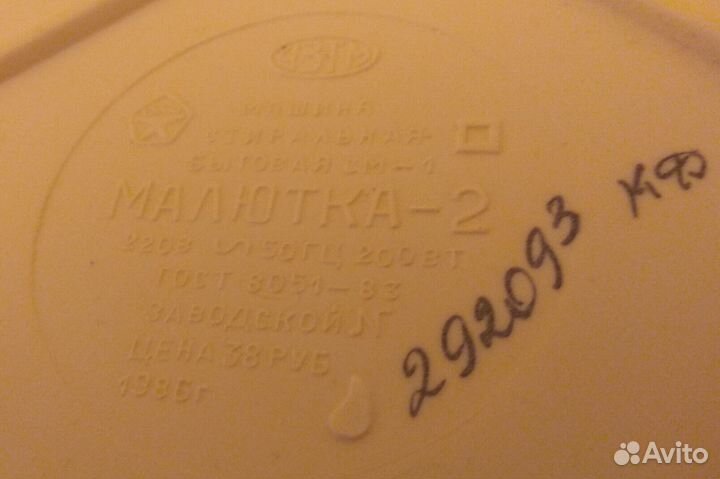 МАШИНА
СТИРАЛЬНАЯ
БЫТОВАЯ СМ-1
МАЛЮТКА-2
220В 50ГЦ 200ВТ
ГОСТ 8051-83
ЗАВОДСКОЙ №
ЦЕНА 38 РУБ
1986г
292093 КФ
Avito